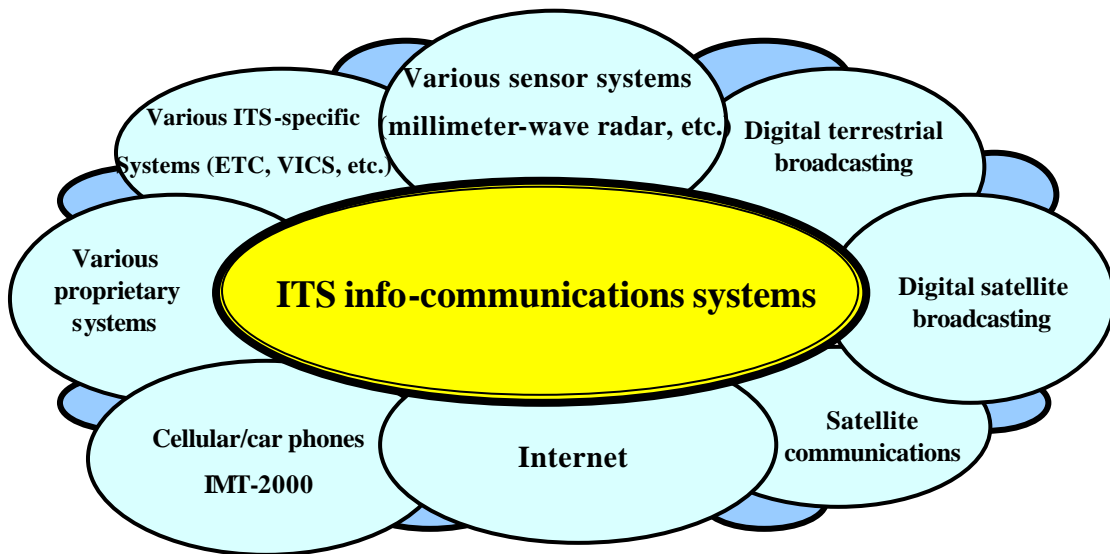 Various sensor systems
(millimeter-wave radar, etc.)
Various ITS-specific
Systems (ETC, VICS, etc.)
Digital terrestrial
broadcasting
Various
proprietary
systems
ITS info-communications systems
Digital satellite
broadcasting
Cellular/car phones
IMT-2000
Internet
Satellite
communications